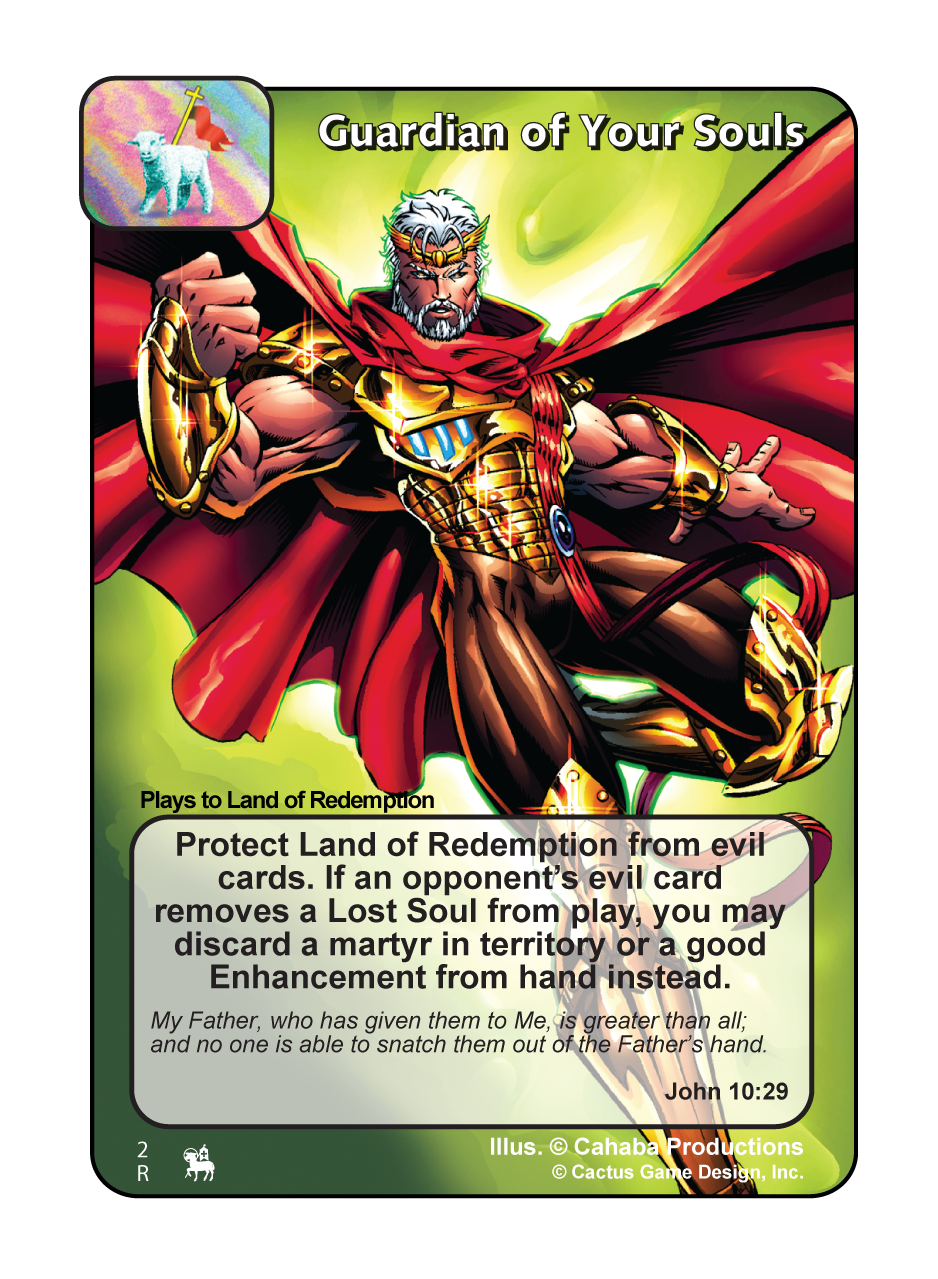 Guardian of Your Souls
Plays to Land of Redemption
Protect Land of Redemption from evil
cards. If an opponent's evil card
removes a Lost Soul from play, you may
discard a martyr in territory or a good
Enhancement from hand instead.
My Father, who has given them to Me, is greater than all;
and no one is able to snatch them out of the Father's hand.
John 10:29
2
R
Illus. © Cahaba Productions
© Cactus Game Design, Inc.